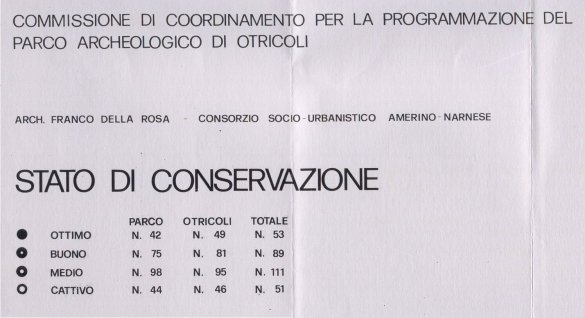 COMMISSIONE DI COORDINAMENTO PER LA PROGRAMMAZIONE DEL
PARCO ARCHEOLOGICO DI OTRICOLI
ARCH. FRANCO DELLA ROSA - CONSORZIO SOCIO-URBANISTICO AMERINO-NARNESE
STATO DI CONSERVAZIONE
PARCO OTRICOLI TOTALE
OTTIMO N. 42 N. 49 N. 53
BUONO N. 75 N. 81 N. 89
MEDIO N. 98 N. 95 N. 111
CATTIVO N. 44 N. 46 N. 51